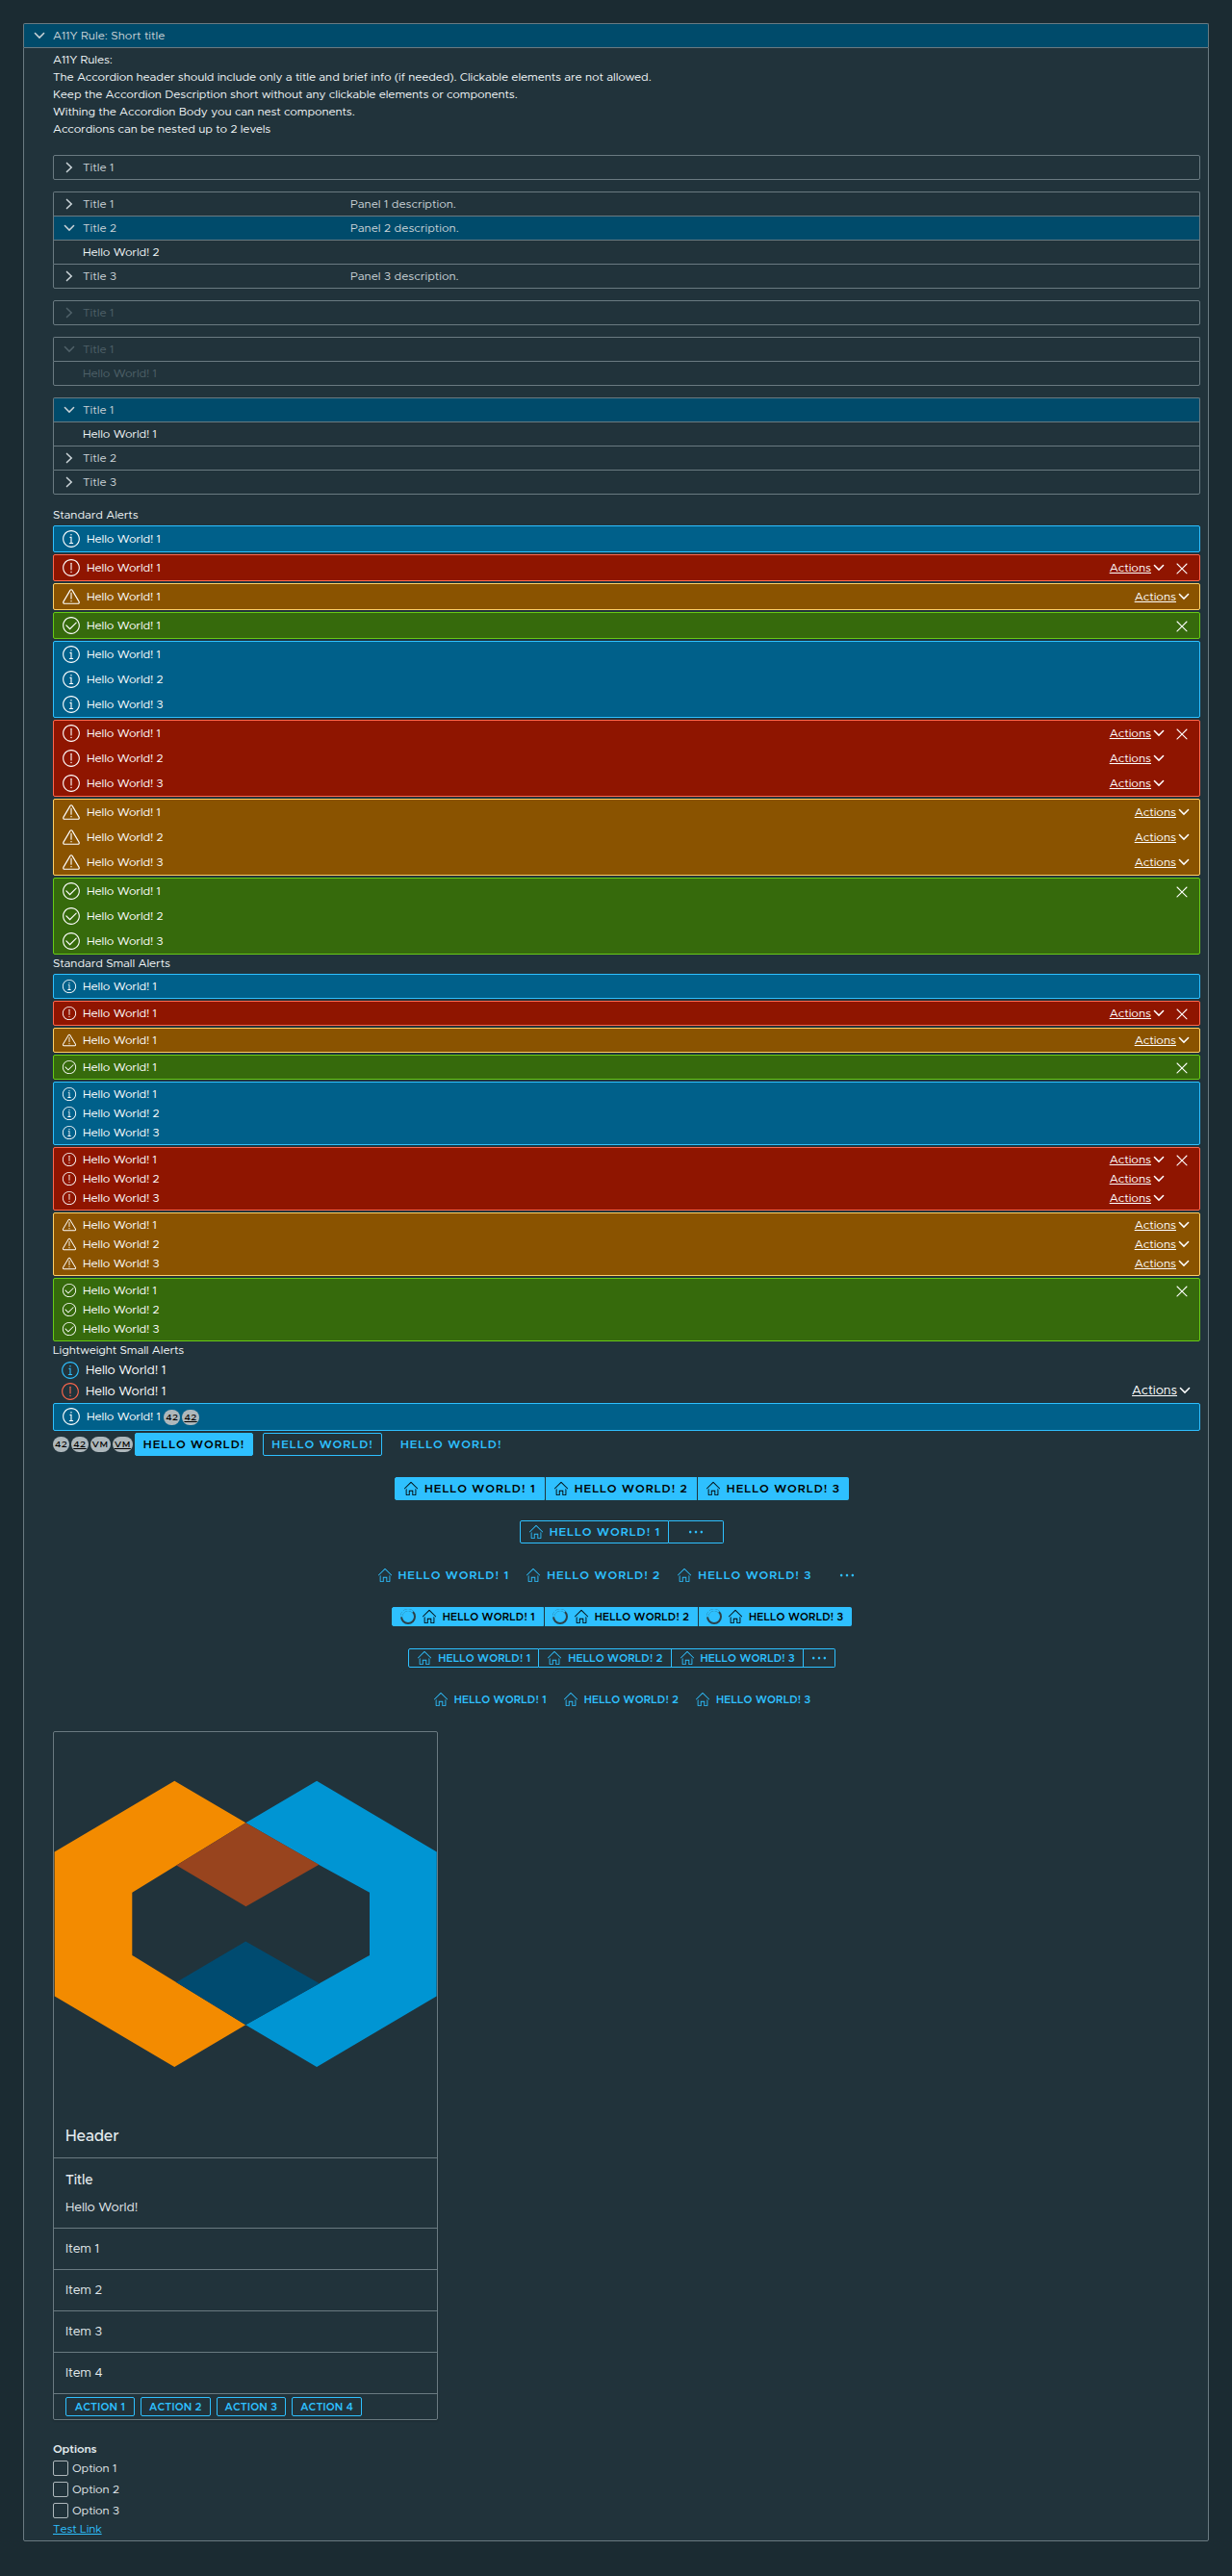 A11Y Rule: Short title
A11Y Rules:
The Accordion header should include only a title and brief info (if needed). Clickable elements are not allowed.
Keep the Accordion Description short without any clickable elements or components.
Withing the Accordion Body you can nest components.
Accordions can be nested up to 2 levels
Title 1
Title 1 Panel 1 description.
Title 2 Panel 2 description.
Hello World! 2
Title 3 Panel 3 description.
Title 1
Title 1
Hello World! 1
Title 1
Hello World! 1
Title 2
Title 3
Standard Alerts
Hello World! 1
Hello World! 1 Actions
Hello World! 1 Actions
Hello World! 1
Hello World! 1
Hello World! 2
Hello World! 3
Hello World! 1 Actions
Hello World! 2 Actions
Hello World! 3 Actions
Hello World! 1 Actions
Hello World! 2 Actions
Hello World! 3 Actions
Hello World! 1
Hello World! 2
Hello World! 3
Standard Small Alerts
Hello World! 1
Hello World! 1 Actions
Hello World! 1 Actions
Hello World! 1
Hello World! 1
Hello World! 2
Hello World! 3
Hello World! 1 Actions
Hello World! 2 Actions
Hello World! 3 Actions
Hello World! 1 Actions
Hello World! 2 Actions
Hello World! 3 Actions
Hello World! 1
Hello World! 2
Hello World! 3
Lightweight Small Alerts
Hello World! 1
Hello World! 1 Actions
Hello World! 1 42 42
42 42 VM VM HELLO WORLD! HELLO WORLD! HELLO WORLD!
HELLO WORLD! 1 HELLO WORLD! 2 HELLO WORLD! 3
HELLO WORLD! 1 ...
HELLO WORLD! 1 HELLO WORLD! 2 HELLO WORLD! 3 ...
HELLO WORLD! 1 HELLO WORLD! 2 HELLO WORLD! 3
HELLO WORLD! 1 HELLO WORLD! 2 HELLO WORLD! 3 ...
HELLO WORLD! 1 HELLO WORLD! 2 HELLO WORLD! 3
Header
Title
Hello World!
Item 1
Item 2
Item 3
Item 4
ACTION 1 ACTION 2 ACTION 3 ACTION 4
Options
Option 1
Option 2
Option 3
Test Link